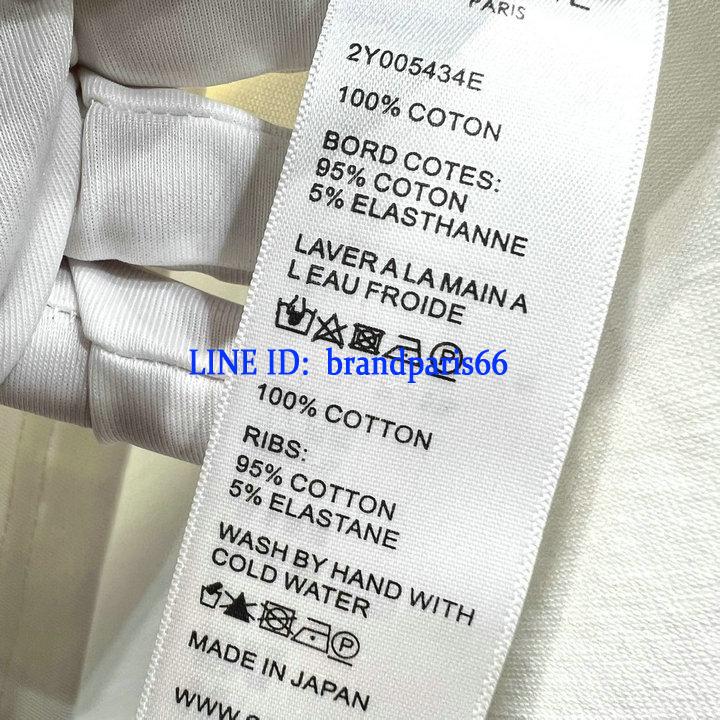 PARIS
2Y005434E
100% COTON
BORD COTES:
95% COTON
5% ELASTHANNE
LAVER A LA MAIN A
L EAU FROIDE
LINE ID: brandparis66
100% COTTON
RIBS:
95% COTTON
5% ELASTANE
WASH BY HAND WITH
COLD WATER
MADE IN JAPAN